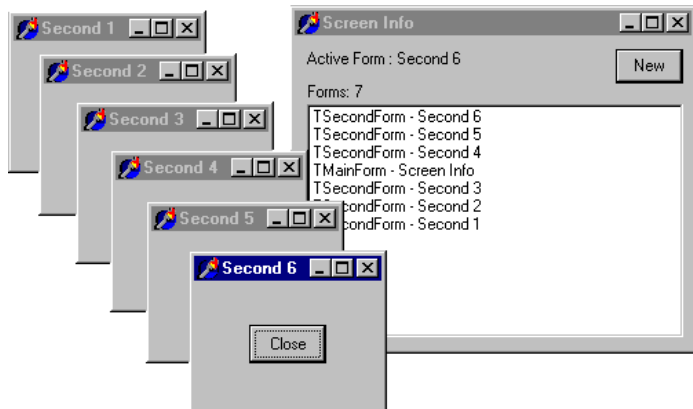 Second 1
Second 2
Second 3
Second 4
Second 5
Second 6
Close
Screen Info
Active Form : Second 6
New
Forms: 7
TSecondForm - Second 6
TSecondForm - Second 5
TSecondForm - Second 4
TMainForm - Screen Info
TSecondForm - Second 3
TSecondForm - Second 2
condForm - Second 1